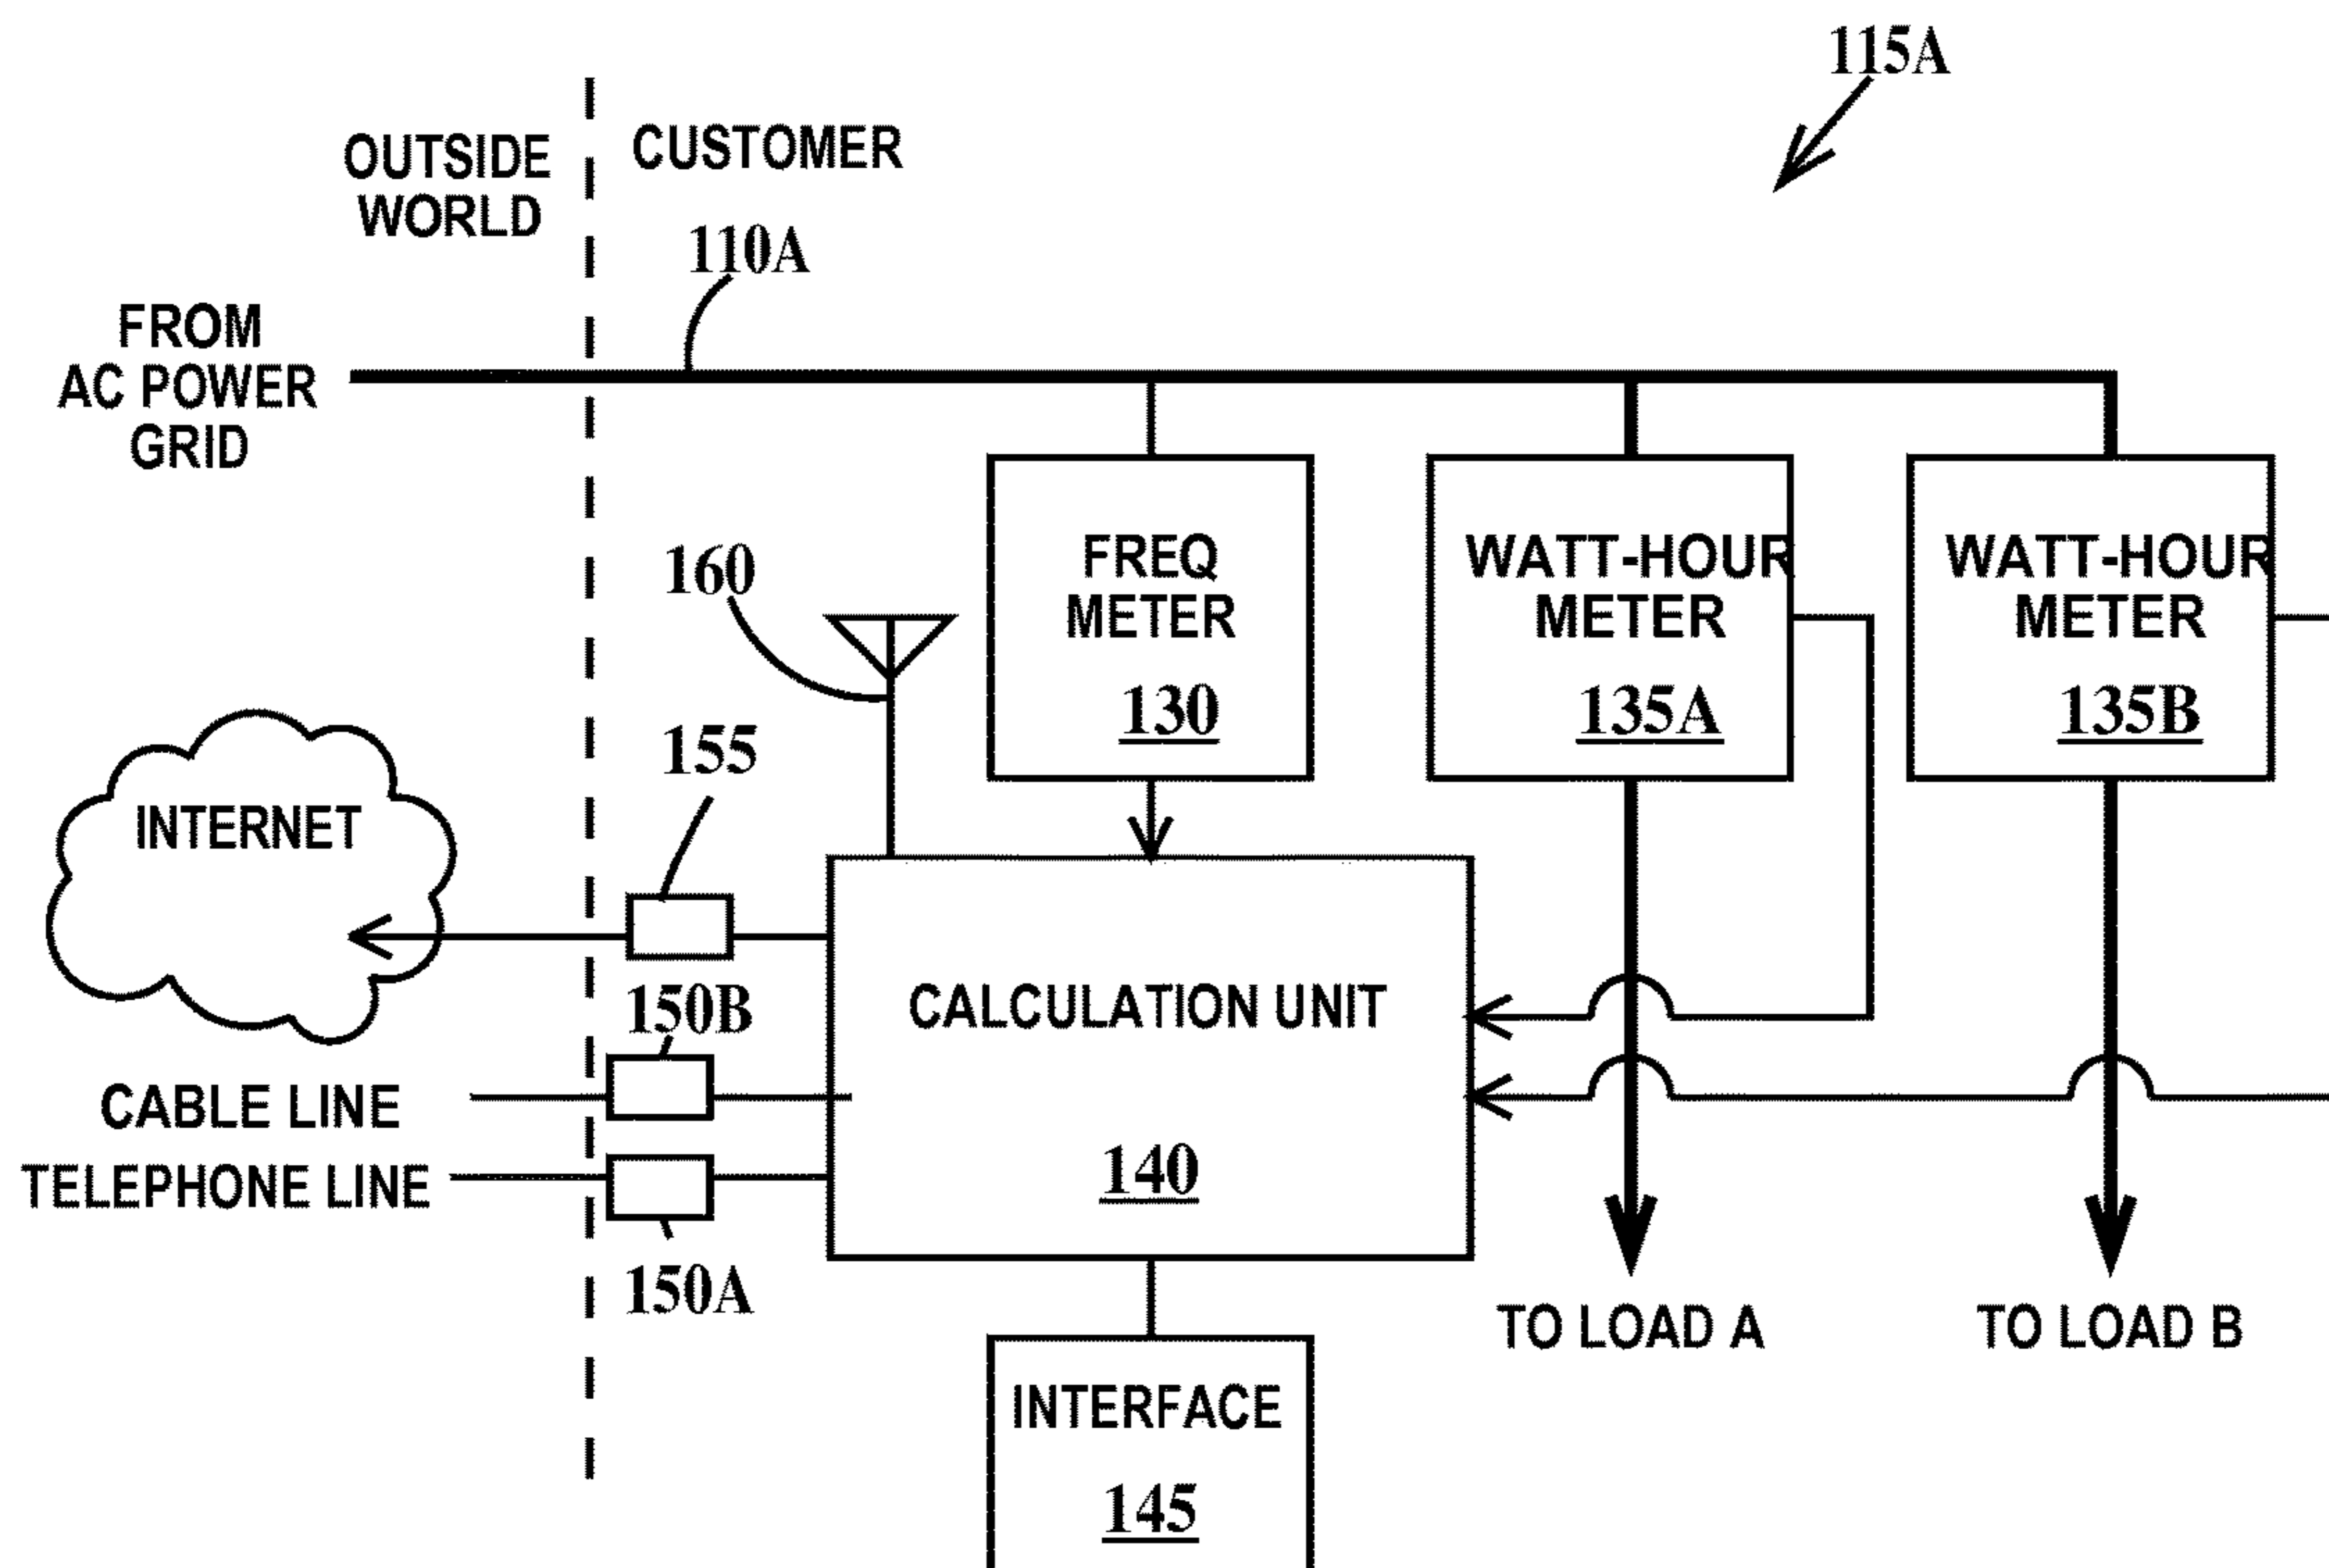 115A
OUTSIDE
WORLD
CUSTOMER
110A
FROM
AC POWER
GRID
160
FREQ
METER
130
WATT-HOUR
METER
135A
WATT-HOUR
METER
135B
155
INTERNET
150B
CALCULATION UNIT
140
CABLE LINE
TELEPHONE LINE
150A
TO LOAD A
TO LOAD B
INTERFACE
145